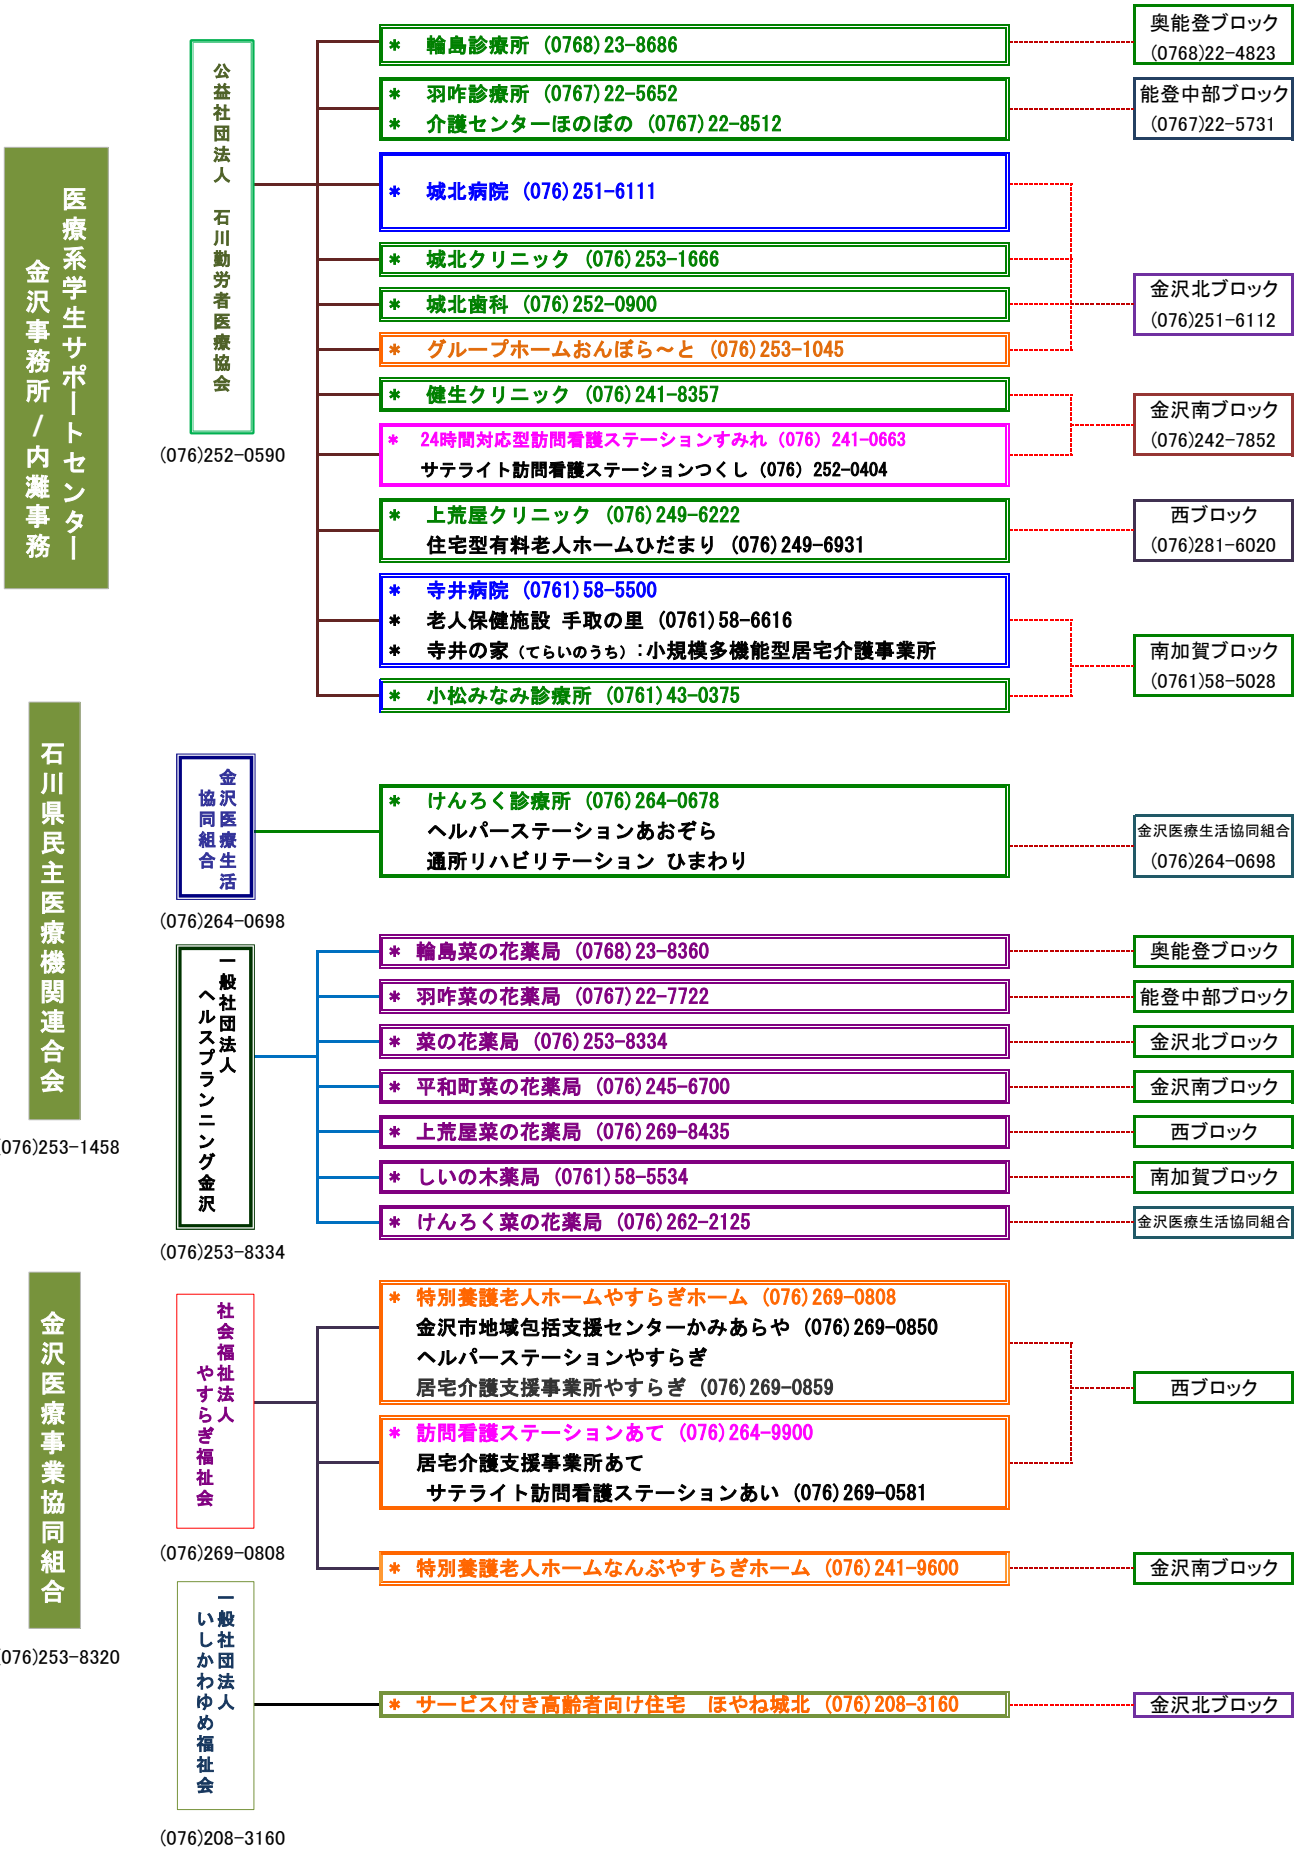 医療系学生サポートセンター
金沢事務所/内灘事務
石川県民主医療機関連合会
076)253-1458
金沢医療事業協同組合
076)253-8320
公益社団法人　石川勤労者医療協会
(076)252-0590
* 輪島診療所 (0768)23-8686
奥能登ブロック
(0768)22-4823
* 羽咋診療所 (0767)22-5652
* 介護センターほのぼの (0767)22-8512
能登中部ブロック
(0767)22-5731
* 城北病院 (076)251-6111
* 城北クリニック (076)253-1666
* 城北歯科 (076)252-0900
* グループホームおんぼら～と (076)253-1045
金沢北ブロック
(076)251-6112
* 健生クリニック (076)241-8357
* 24時間対応型訪問看護ステーションすみれ (076) 241-0663
サテライト訪問看護ステーションつくし (076) 252-0404
金沢南ブロック
(076)242-7852
* 上荒屋クリニック (076)249-6222
住宅型有料老人ホームひだまり (076)249-6931
西ブロック
(076)281-6020
* 寺井病院 (0761)58-5500
* 老人保健施設 手取の里 (0761)58-6616
* 寺井の家 (てらいのうち) :小規模多機能型居宅介護事業所
* 小松みなみ診療所 (0761)43-0375
南加賀ブロック
(0761)58-5028
金沢医療生活
協同組合
(076)264-0698
* けんろく診療所 (076)264-0678
ヘルパーステーションあおぞら
通所リハビリテーション ひまわり
金沢医療生活協同組合
(076)264-0698
一般社団法人
ヘルスプランニング金沢
(076)253-8334
* 輪島菜の花薬局 (0768)23-8360
奥能登ブロック
* 羽咋菜の花薬局 (0767)22-7722
能登中部ブロック
* 菜の花薬局 (076)253-8334
金沢北ブロック
* 平和町菜の花薬局 (076)245-6700
金沢南ブロック
* 上荒屋菜の花薬局 (076)269-8435
西ブロック
* しいの木薬局 (0761)58-5534
南加賀ブロック
* けんろく菜の花薬局 (076)262-2125
金沢医療生活協同組合
社会福祉法人
やすらぎ福祉会
(076)269-0808
* 特別養護老人ホームやすらぎホーム (076)269-0808
金沢市地域包括支援センターかみあらや (076)269-0850
ヘルパーステーションやすらぎ
居宅介護支援事業所やすらぎ (076)269-0859
* 訪問看護ステーションあて (076)264-9900
居宅介護支援事業所あて
サテライト訪問看護ステーションあい (076)269-0581
西ブロック
* 特別養護老人ホームなんぶやすらぎホーム (076)241-9600
金沢南ブロック
一般社団法人
いしかわゆめ福祉会
(076)208-3160
* サービス付き高齢者向け住宅　ほやね城北 (076)208-3160
金沢北ブロック